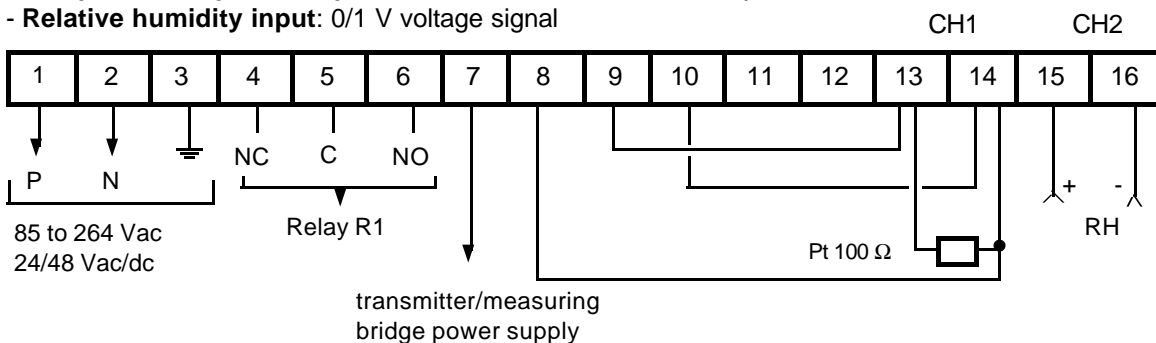 - Relative humidity input: 0/1 V voltage signal
CH1 CH2
1 2 3 4 5 6 7 8 9 10 11 12 13 14 15 16
NC C NO
P N
+ -
85 to 264 Vac
24/48 Vac/dc
Relay R1
RH
Pt 100 Ω
transmitter/measuring
bridge power supply